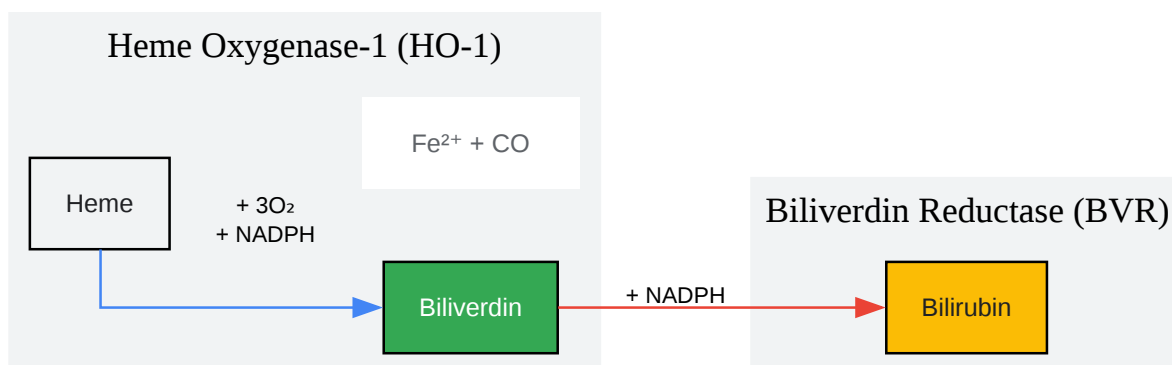 Heme Oxygenase-1 (HO-1)
Fe²⁺ + CO
Heme
+ 3O₂
+ NADPH
Biliverdin
+ NADPH
Biliverdin Reductase (BVR)
Bilirubin